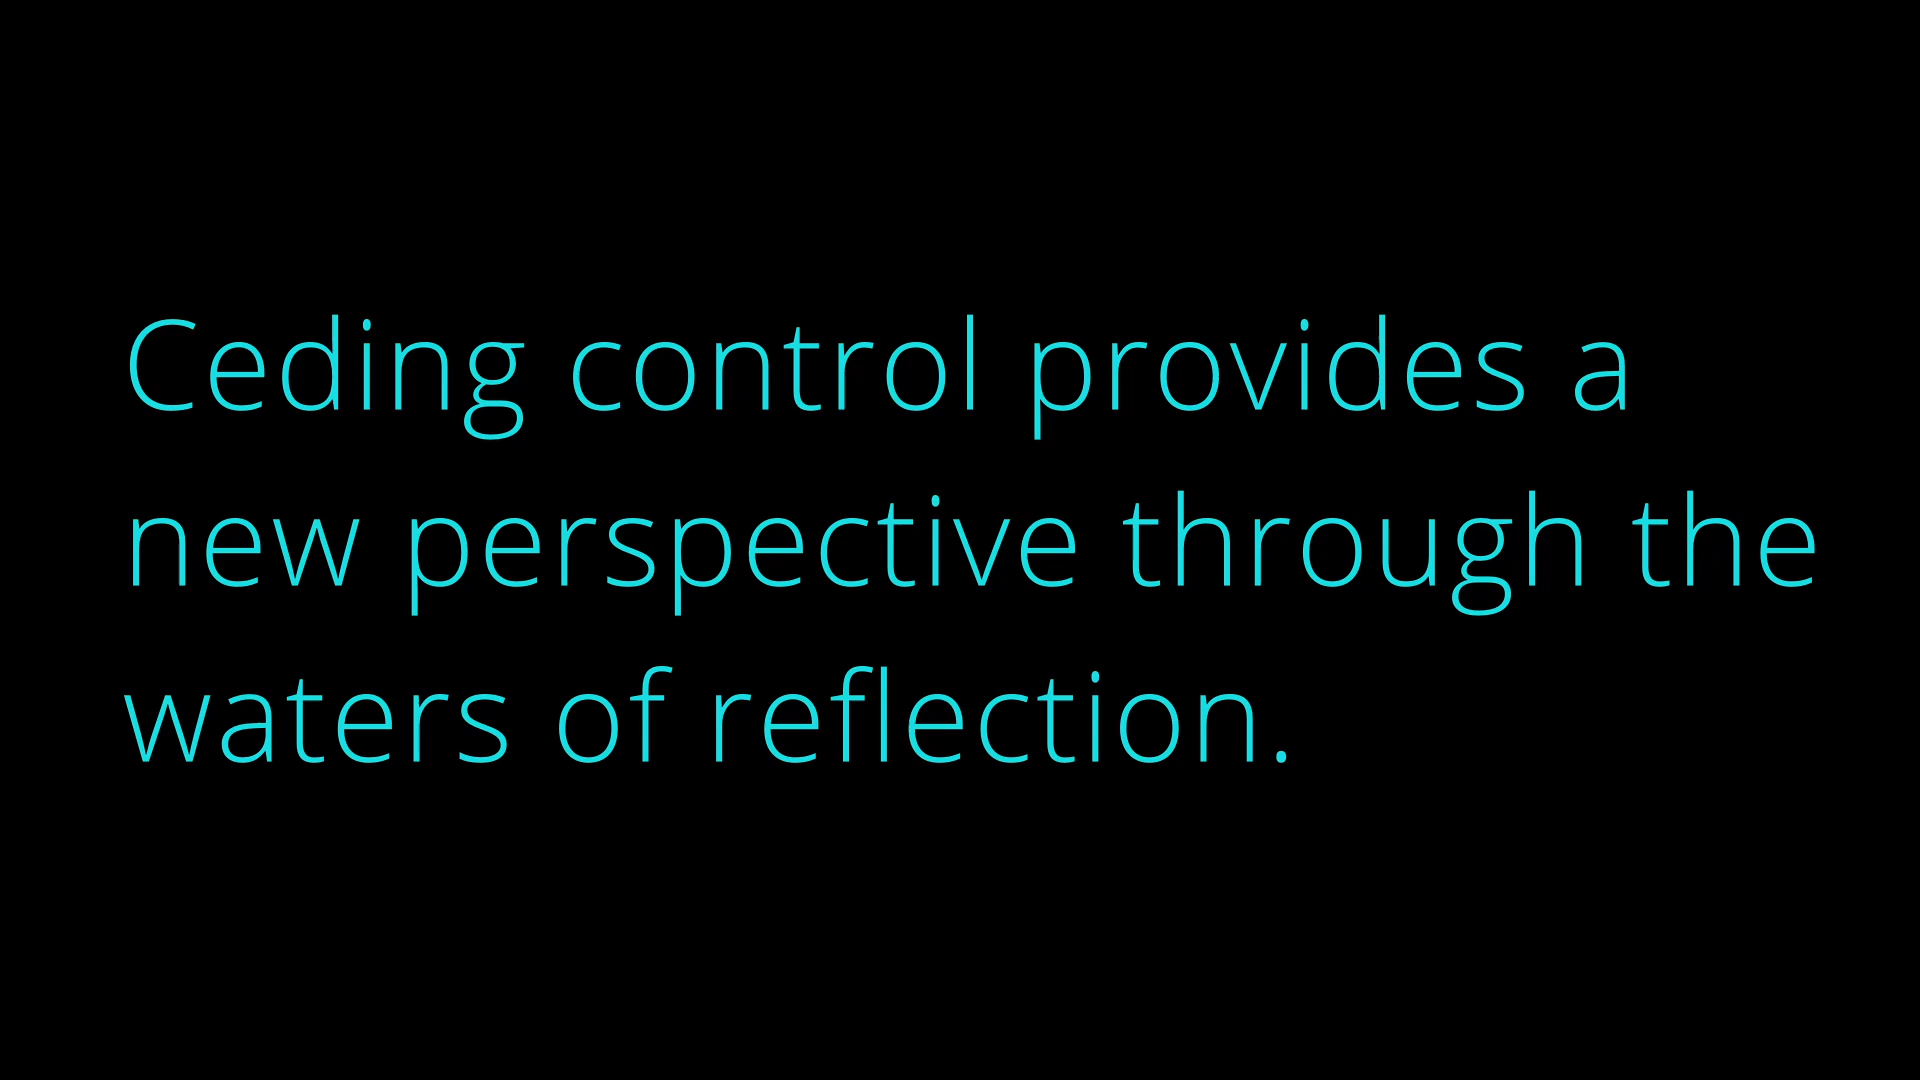 Ceding control provides a
new perspective through the
waters of reflection.